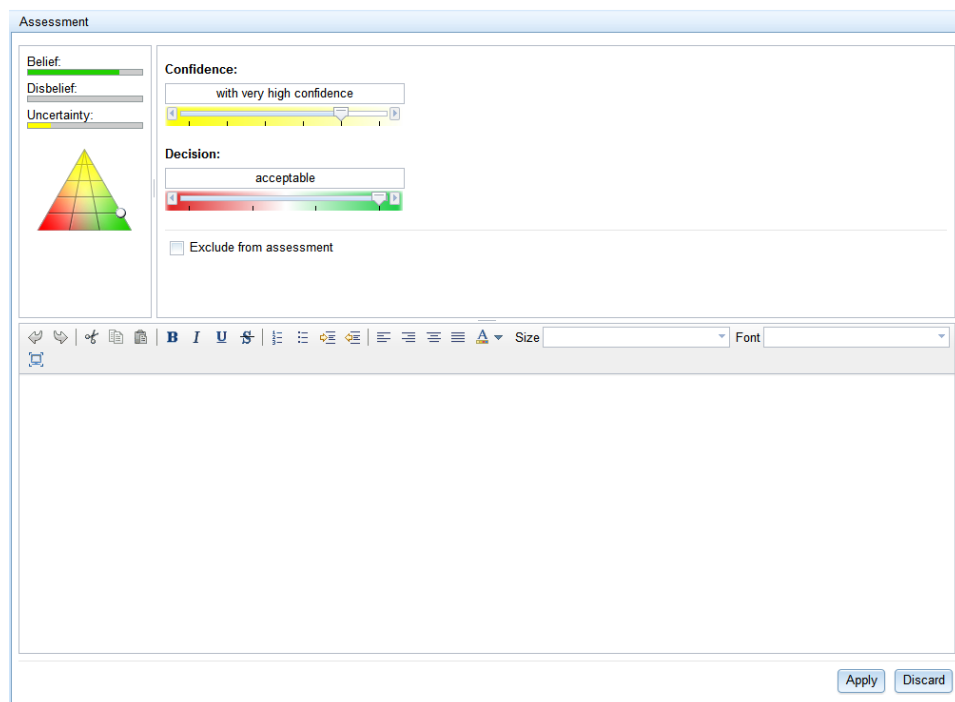 Assessment
Belief:
Disbelief:
Uncertainty:
Confidence:
with very high confidence
Decision:
acceptable
Exclude from assessment
B I U S A Size Font
Apply Discard